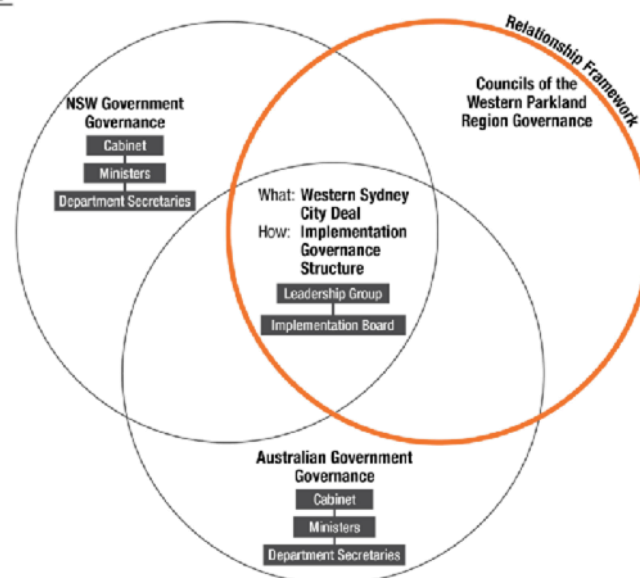 Relationship Framework
Councils of the
Western Parkland
Region Governance
NSW Government
Governance
Cabinet
Ministers
Department Secretaries
What: Western Sydney
City Deal
How: Implementation
Governance
Structure
Leadership Group
Implementation Board
Australian Government
Governance
Cabinet
Ministers
Department Secretaries